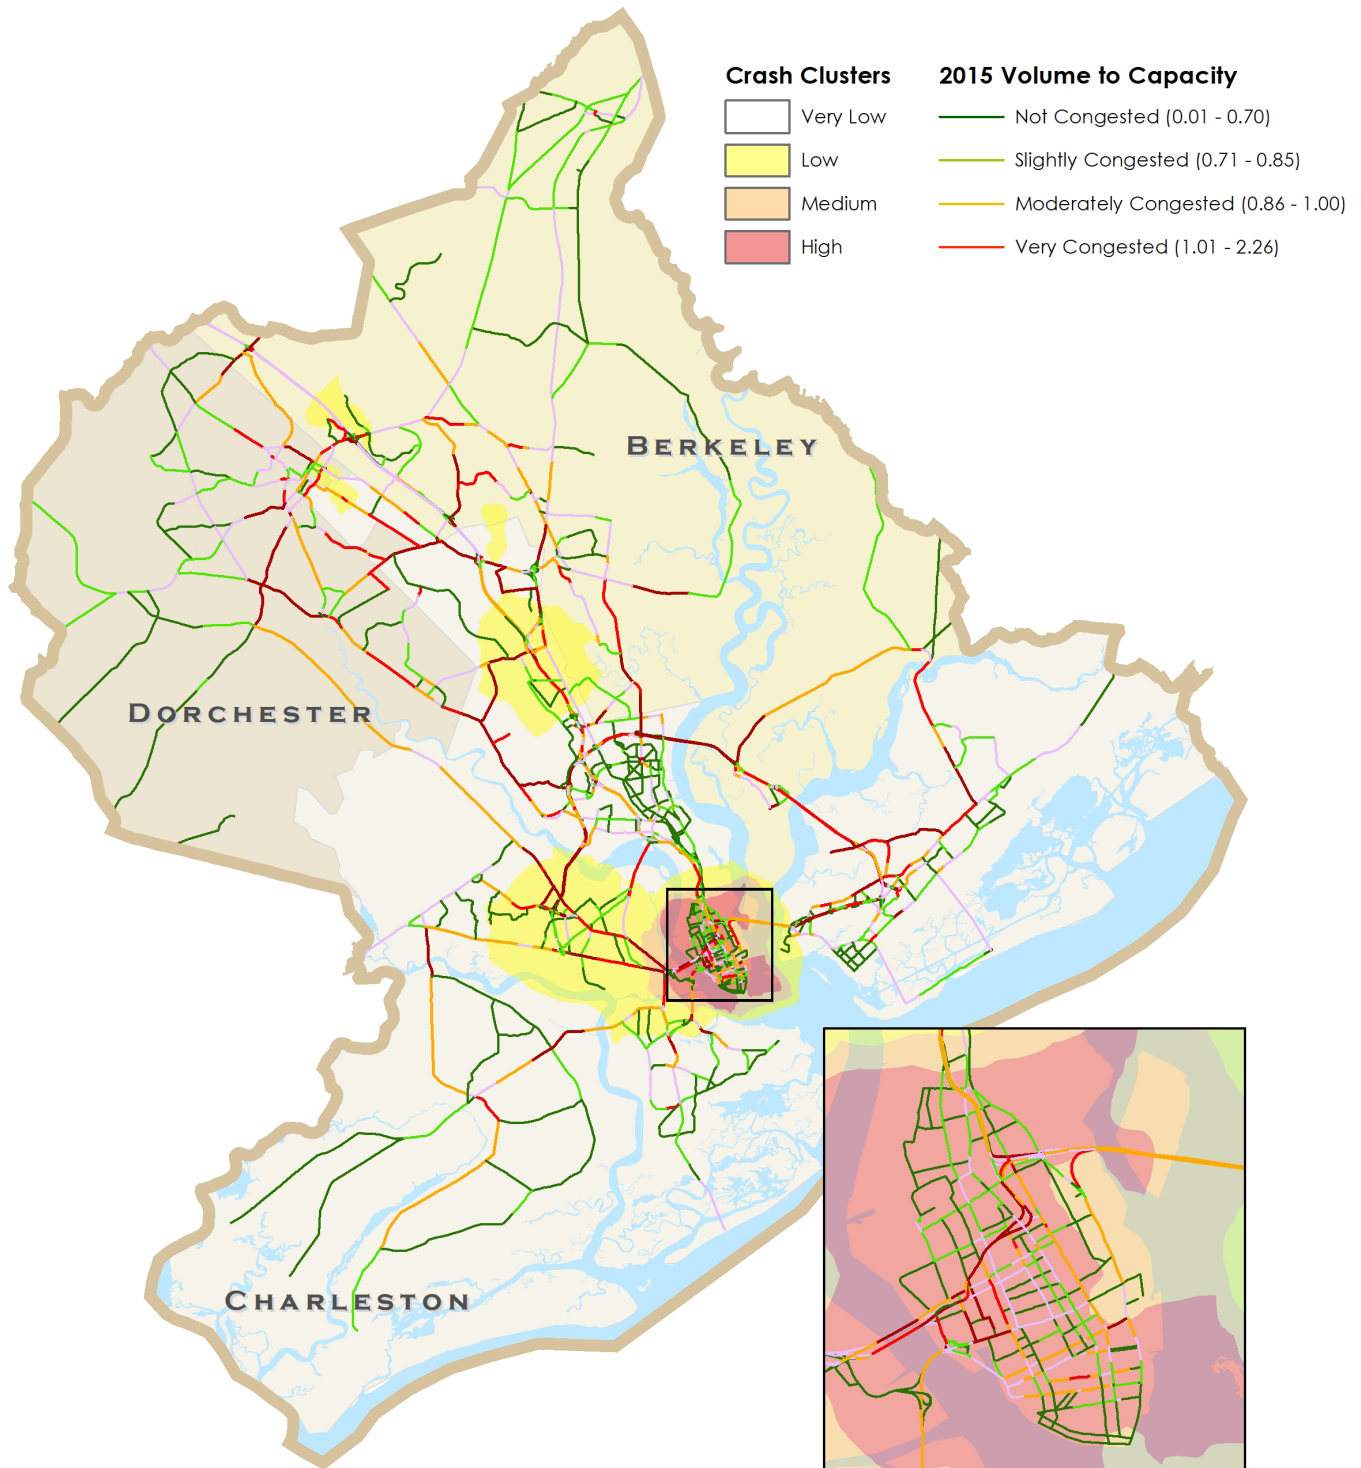 Crash Clusters
Very Low
Low
Medium
High
2015 Volume to Capacity
Not Congested (0.01 - 0.70)
Slightly Congested (0.71 - 0.85)
Moderately Congested (0.86 - 1.00)
Very Congested (1.01 - 2.26)
BERKELEY
DORCHESTER
CHARLESTON